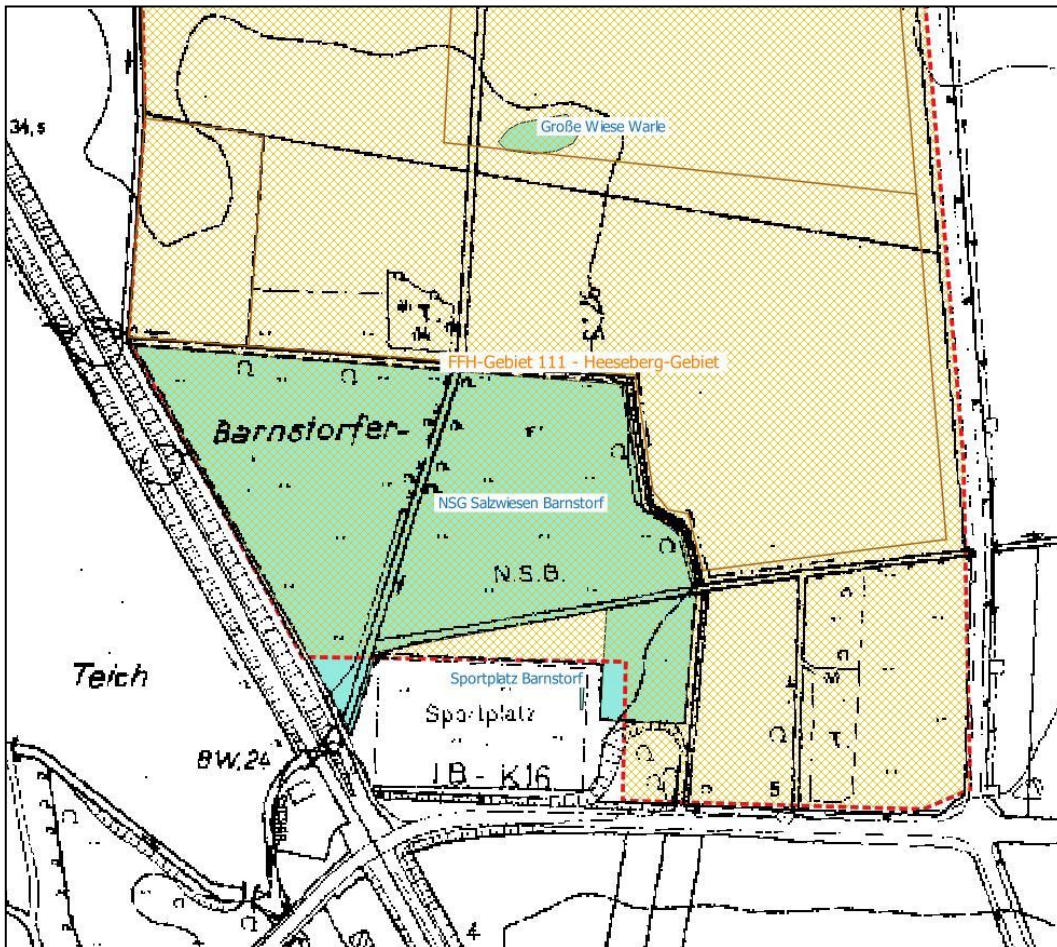 34,5
Große Wiese Warle
FFH-Gebiet 111 - Heeseberg-Gebiet
Barnstorfer-
NSG Salzwiesen Barnstorf
N.S.B.
Teich
Sportplatz Barnstorf
Sportplatz
BW.24
1B - K16
T.
s
4